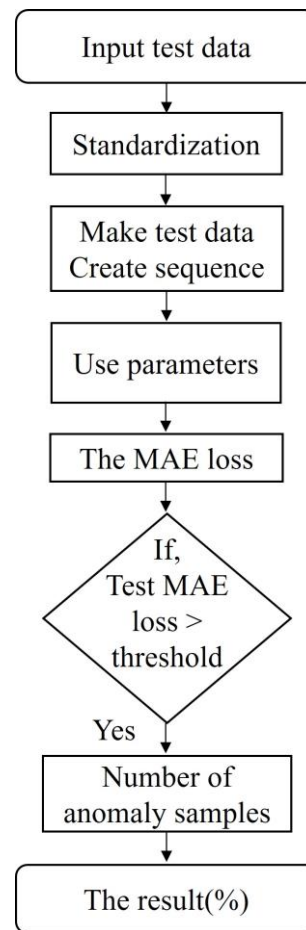 Input test data
Standardization
Make test data
Create sequence
Use parameters
The MAE loss
If,
Test MAE
loss >
threshold
Yes
Number of
anomaly samples
The result(%)